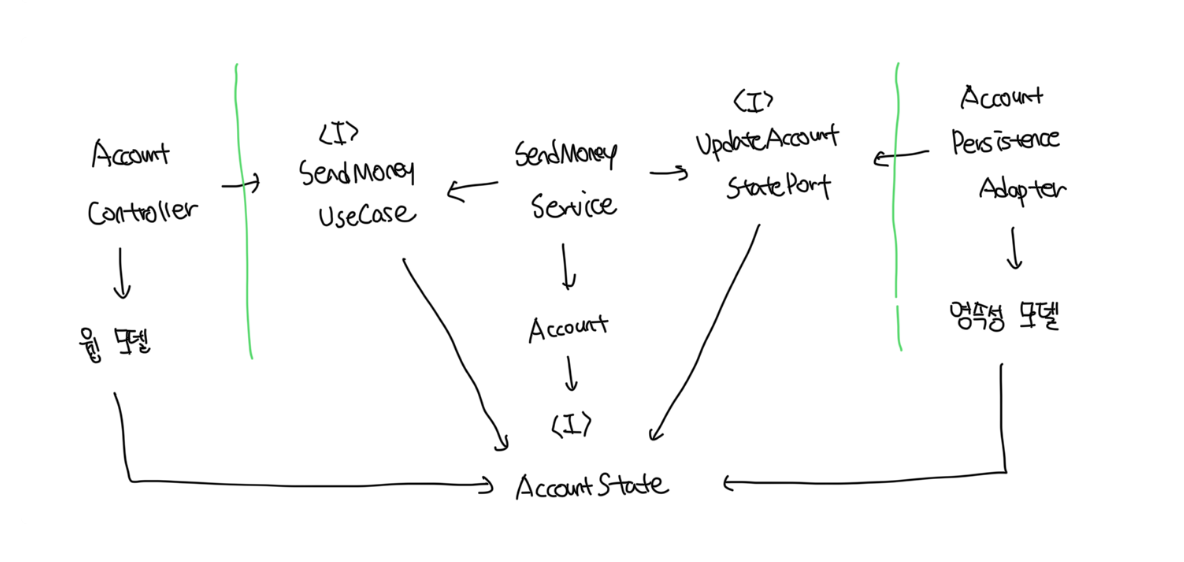 Account
Controller
웹 모델
<I>
SendMoney
UseCase
SendMoney
Service
Account
<I>
AccountState
<I>
UpdateAccount
StatePort
Account
Persistence
Adapter
영속성 모델